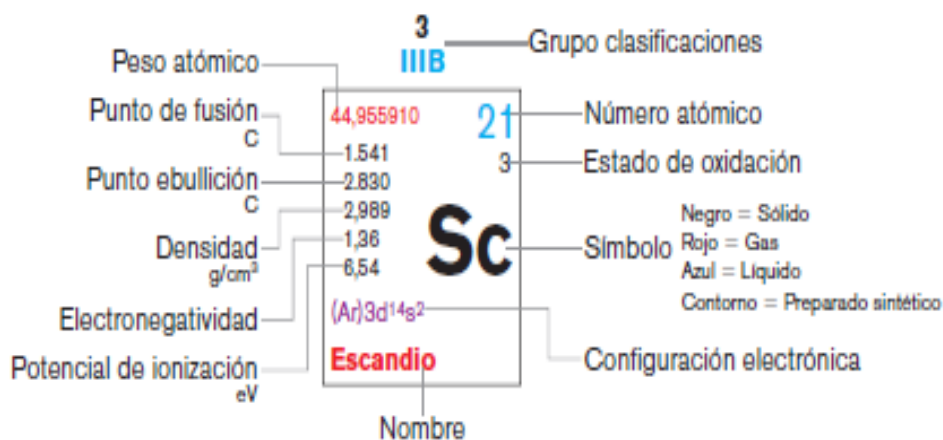 3
IIIB
Grupo clasificaciones
Peso atómico
44,955910
21
Número atómico
Punto de fusión
C
1.541
3
Estado de oxidación
Punto ebullición
C
2.830
Densidad
g/cm³
2,989
Sc
Símbolo
Negro = Sólido
Rojo = Gas
Azul = Líquido
Contorno = Preparado sintético
Electronegatividad
1,36
Potencial de ionización
eV
6,54
(Ar)3d¹4s²
Configuración electrónica
Escandio
Nombre